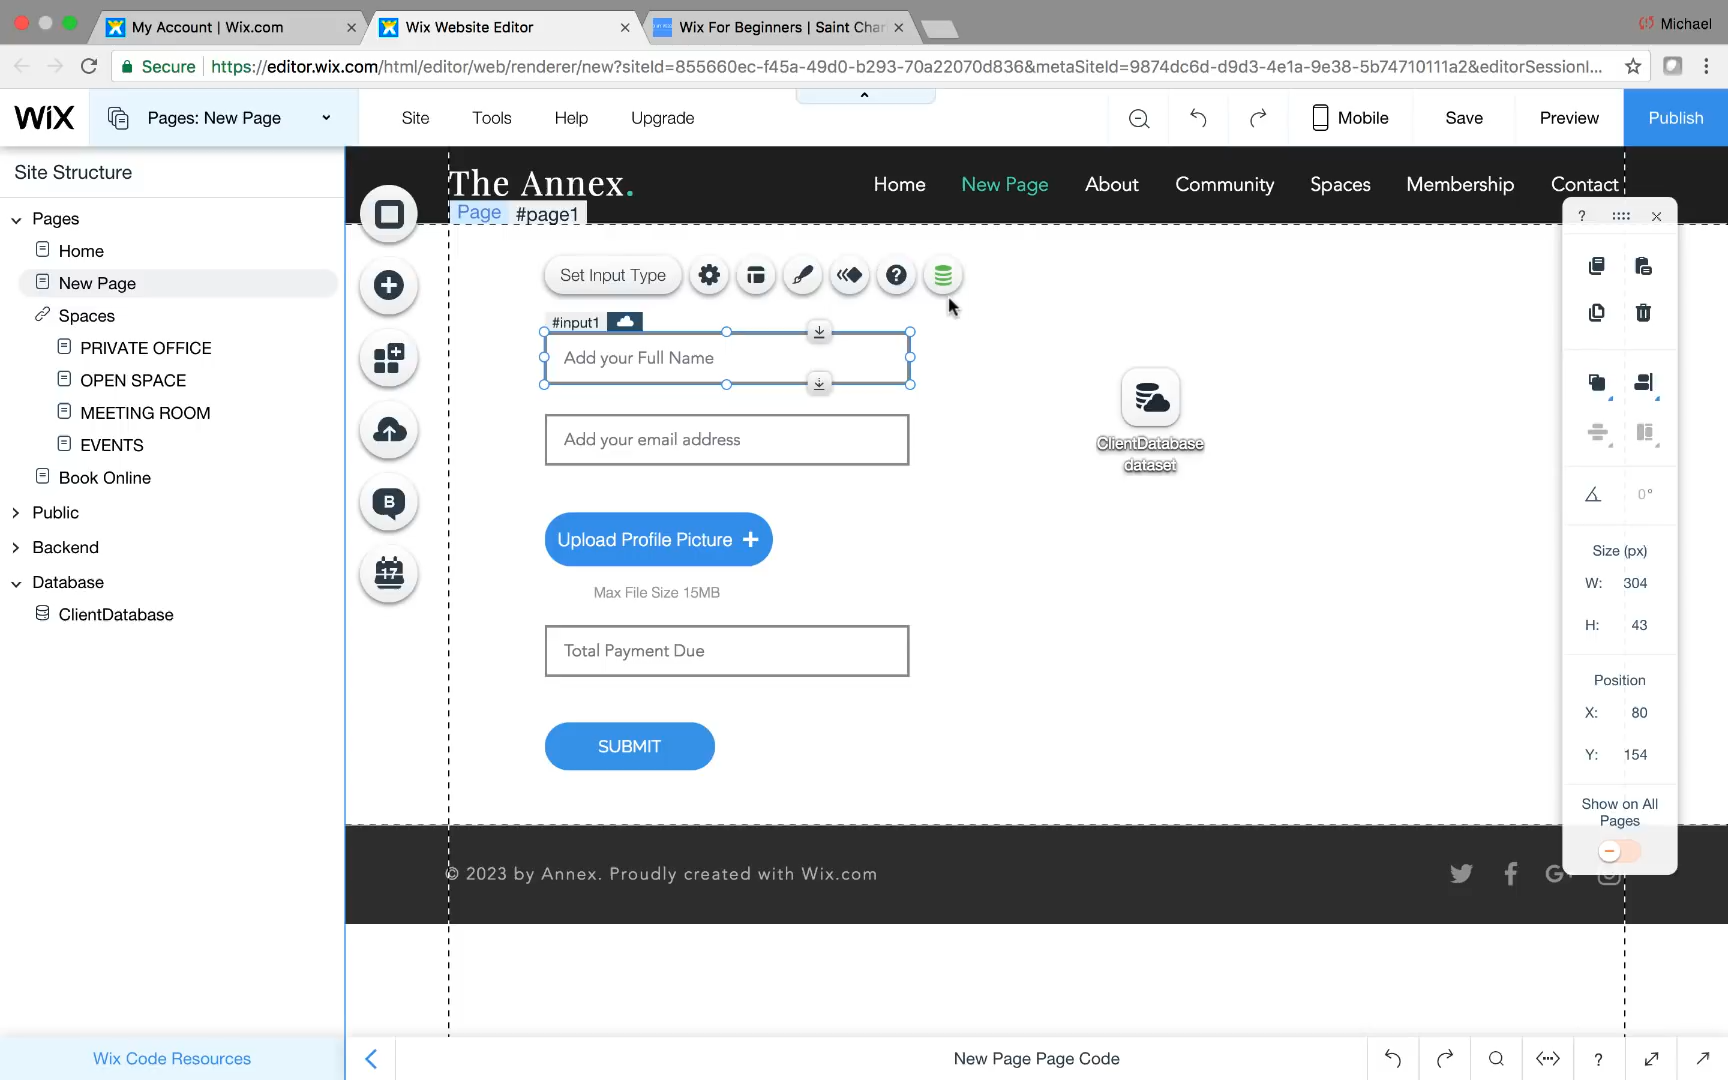 My Account | Wix.com
Wix Website Editor
Wix For Beginners | Saint Char
Michael
Secure
https://editor.wix.com/html/editor/web/renderer/new?siteId=855660ec-f45a-49d0-b293-70a22070d836&metaSiteId=9874dc6d-d9d3-4e1a-9e38-5b74710111a2&editorSessionI...
WiX
Pages: New Page
Site
Tools
Help
Upgrade
Mobile
Save
Preview
Publish
Site Structure
Pages
Home
New Page
Spaces
PRIVATE OFFICE
OPEN SPACE
MEETING ROOM
EVENTS
Book Online
Public
Backend
Database
ClientDatabase
Wix Code Resources
The Annex.
Home
New Page
About
Community
Spaces
Membership
Contact
Page #page1
Set Input Type
#input1
Add your Full Name
Add your email address
Upload Profile Picture +
Max File Size 15MB
Total Payment Due
SUBMIT
ClientDatabase
dataset
B
17
?
?
0°
Size (px)
W: 304
H: 43
Position
X: 80
Y: 154
Show on All
Pages
© 2023 by Annex. Proudly created with Wix.com
New Page Page Code
?